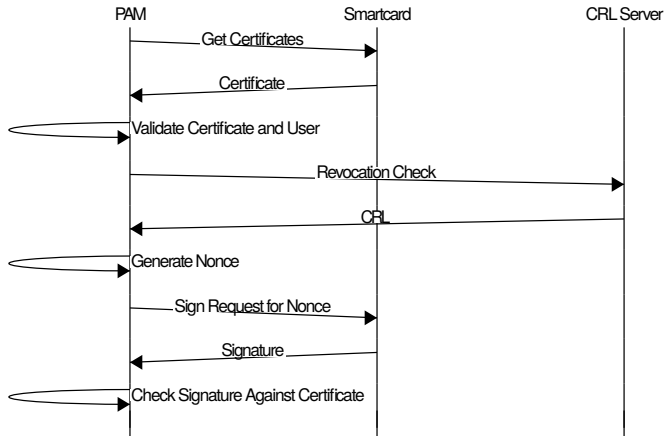 PAM Smartcard CRL Server
Get Certificates
Certificate
Validate Certificate and User
Revocation Check
CRL
Generate Nonce
Sign Request for Nonce
Signature
Check Signature Against Certificate